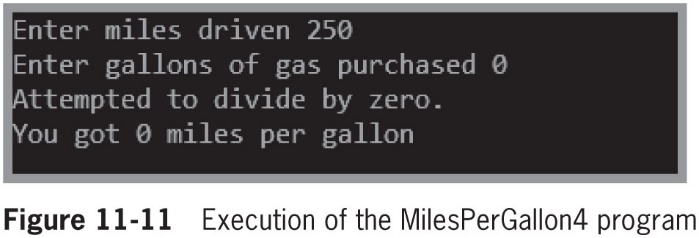 Enter miles driven 250
Enter gallons of gas purchased 0
Attempted to divide by zero.
You got 0 miles per gallon
Figure 11-11 Execution of the MilesPerGallon4 program